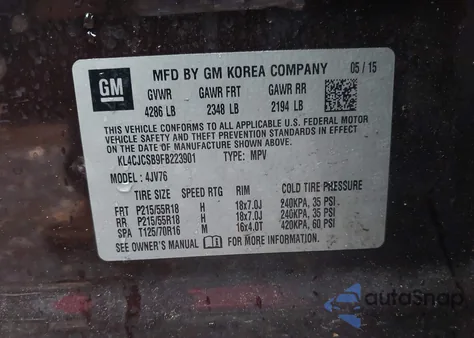 GM
MFD BY GM KOREA COMPANY 05 / 15
GVWR GAWR FRT GAWR RR
4286 LB 2348 LB 2194 LB
THIS VEHICLE CONFORMS TO ALL APPLICABLE U.S. FEDERAL MOTOR
VEHICLE SAFETY AND THEFT PREVENTION STANDARDS IN EFFECT ON THE
DATE OF MANUFACTURE SHOWN ABOVE.
KL4CJCSB9FB223901 TYPE: MPV
MODEL : 4JV76
TIRE SIZE SPEED RTG RIM COLD TIRE PRESSURE
FRT P215/55R18 H 18x7.0J 240KPA, 35 PSI
RR P215/55R18 H 18x7.0J 240KPA, 35 PSI
SPA T125/70R16 M 16x4.0T 420KPA, 60 PSI
SEE OWNER'S MANUAL FOR MORE INFORMATION.
autoSnap